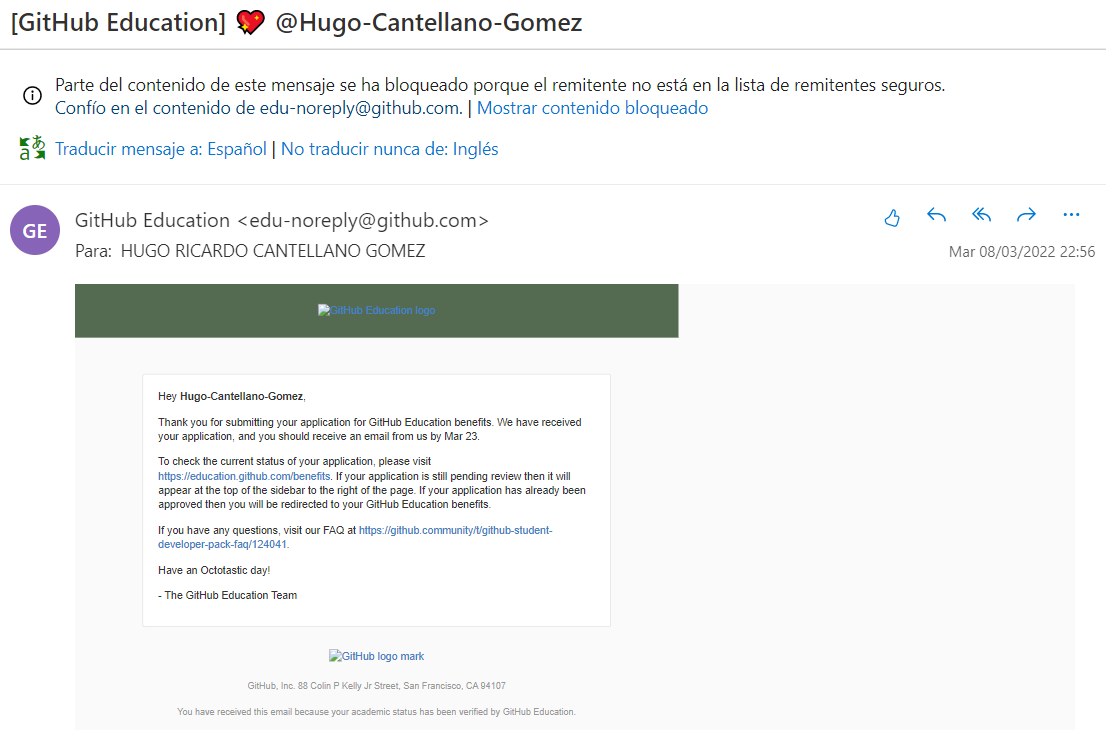 [GitHub Education] 💖 @Hugo-Cantellano-Gomez
Parte del contenido de este mensaje se ha bloqueado porque el remitente no está en la lista de remitentes seguros.
Confío en el contenido de edu-noreply@github.com. | Mostrar contenido bloqueado
Traducir mensaje a: Español | No traducir nunca de: Inglés
GE
GitHub Education <edu-noreply@github.com>
Para: HUGO RICARDO CANTELLANO GOMEZ
Mar 08/03/2022 22:56
GitHub Education logo
Hey Hugo-Cantellano-Gomez,
Thank you for submitting your application for GitHub Education benefits. We have received
your application, and you should receive an email from us by Mar 23.
To check the current status of your application, please visit
https://education.github.com/benefits. If your application is still pending review then it will
appear at the top of the sidebar to the right of the page. If your application has already been
approved then you will be redirected to your GitHub Education benefits.
If you have any questions, visit our FAQ at https://github.community/t/github-student-
developer-pack-faq/124041.
Have an Octotastic day!
- The GitHub Education Team
GitHub logo mark
GitHub, Inc. 88 Colin P Kelly Jr Street, San Francisco, CA 94107
You have received this email because your academic status has been verified by GitHub Education.